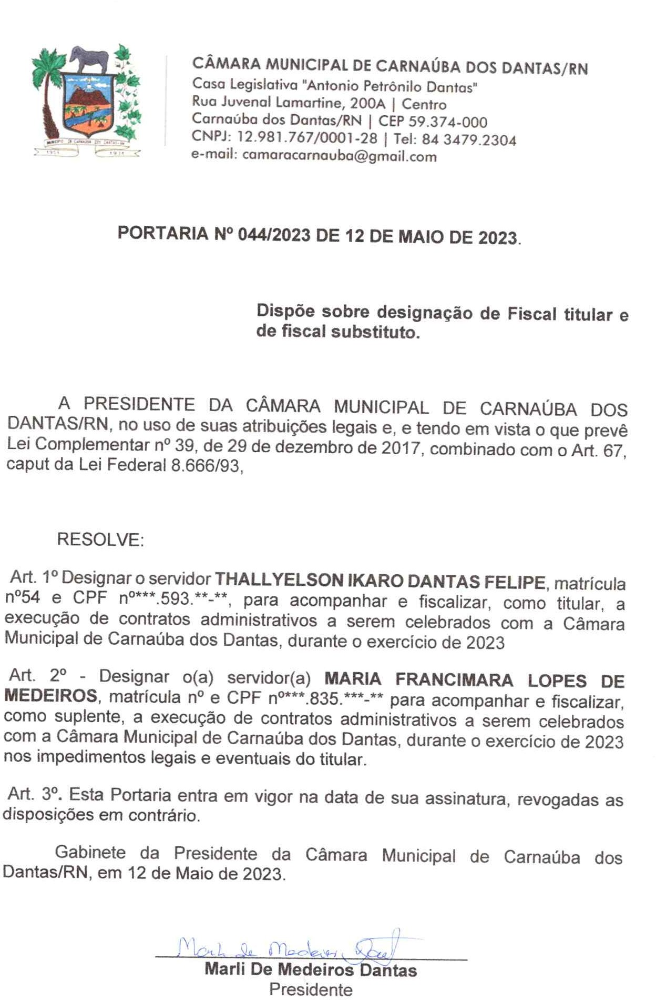 MUNICIPIO DE CARNAÚBA DOS DANTAS-RN
CÂMARA MUNICIPAL DE CARNAÚBA DOS DANTAS/RN
Casa Legislativa "Antonio Petrônilo Dantas"
Rua Juvenal Lamartine, 200A | Centro
Carnaúba dos Dantas/RN | CEP 59.374-000
CNPJ: 12.981.767/0001-28 | Tel: 84 3479.2304
e-mail: camaracarnauba@gmail.com
PORTARIA Nº 044/2023 DE 12 DE MAIO DE 2023.
Dispõe sobre designação de Fiscal titular e
de fiscal substituto.
A PRESIDENTE DA CÂMARA MUNICIPAL DE CARNAÚBA DOS
DANTAS/RN, no uso de suas atribuições legais e, e tendo em vista o que prevê
Lei Complementar nº 39, de 29 de dezembro de 2017, combinado com o Art. 67,
caput da Lei Federal 8.666/93,
RESOLVE:
Art. 1º Designar o servidor THALLYELSON IKARO DANTAS FELIPE, matrícula
nº54 e CPF nº***.593.**-**, para acompanhar e fiscalizar, como titular, a
execução de contratos administrativos a serem celebrados com a Câmara
Municipal de Carnaúba dos Dantas, durante o exercício de 2023
Art. 2º - Designar o(a) servidor(a) MARIA FRANCIMARA LOPES DE
MEDEIROS, matrícula nº e CPF nº***.835.***-** para acompanhar e fiscalizar,
como suplente, a execução de contratos administrativos a serem celebrados
com a Câmara Municipal de Carnaúba dos Dantas, durante o exercício de 2023
nos impedimentos legais e eventuais do titular.
Art. 3º. Esta Portaria entra em vigor na data de sua assinatura, revogadas as
disposições em contrário.
Gabinete da Presidente da Câmara Municipal de Carnaúba dos
Dantas/RN, em 12 de Maio de 2023.
Marli De Medeiros Dantas
Presidente